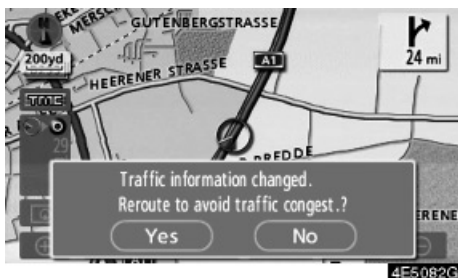 GUTENBERGSTRASSE
200yd
24 mi
A1
HEERENER STRASSE
TMC
29
BREDDE
Traffic information changed.
Reroute to avoid traffic congest.?
Yes
No
4E5082G